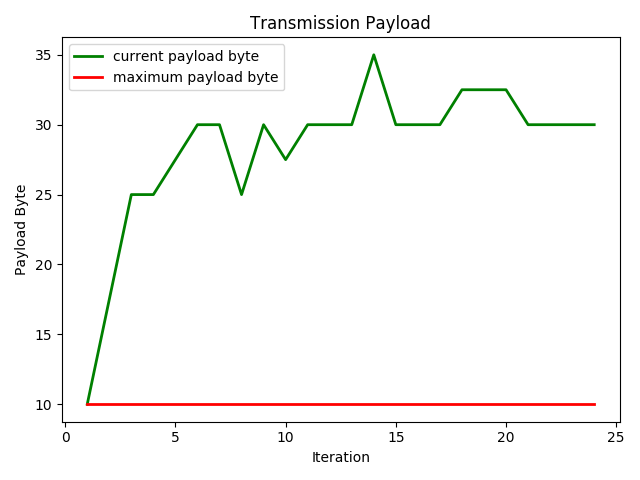 Transmission Payload
current payload byte
maximum payload byte
35
30
25
20
15
10
Payload Byte
0 5 10 15 20 25
Iteration